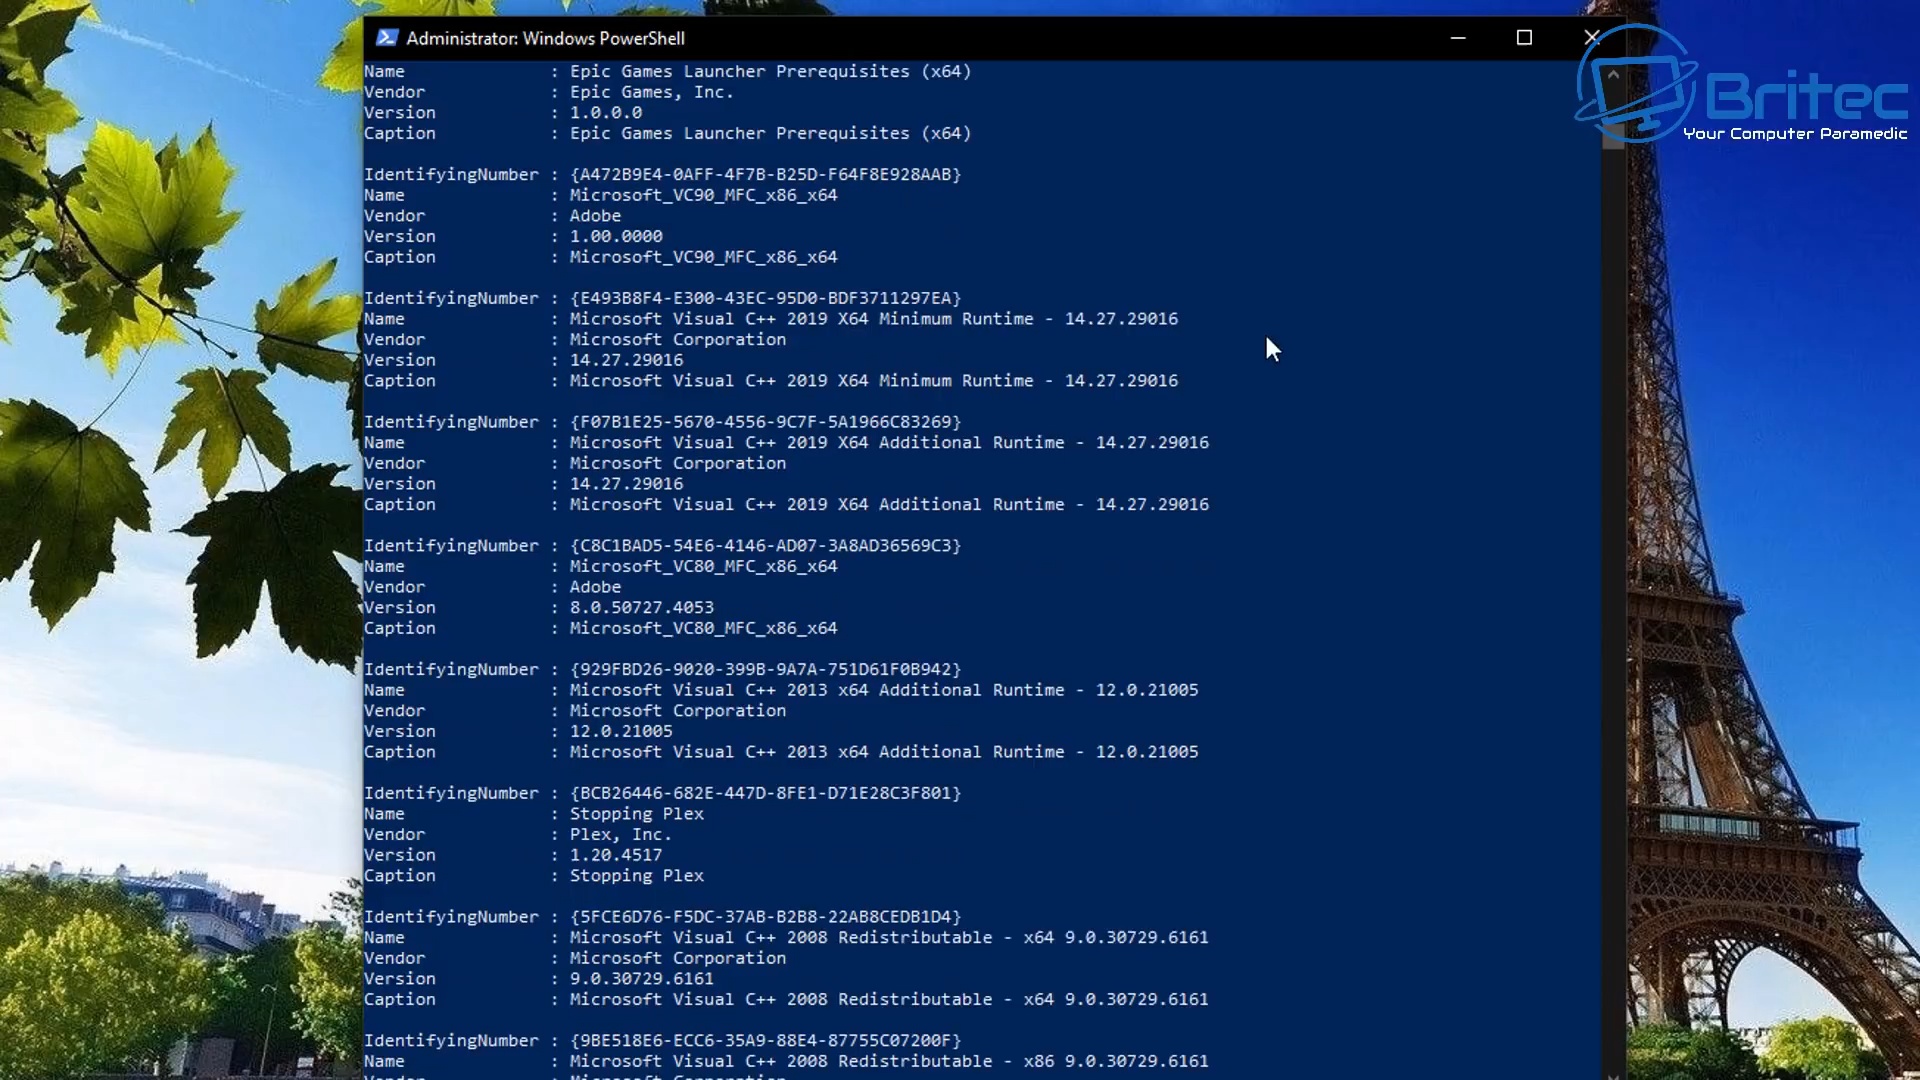 Administrator: Windows PowerShell
Britec
Your Computer Paramedic
Name : Epic Games Launcher Prerequisites (x64)
Vendor : Epic Games, Inc.
Version : 1.0.0.0
Caption : Epic Games Launcher Prerequisites (x64)
IdentifyingNumber : {A472B9E4-0AFF-4F7B-B25D-F64F8E928AAB}
Name : Microsoft_VC90_MFC_x86_x64
Vendor : Adobe
Version : 1.00.0000
Caption : Microsoft_VC90_MFC_x86_x64
IdentifyingNumber : {E493B8F4-E300-43EC-95D0-BDF3711297EA}
Name : Microsoft Visual C++ 2019 X64 Minimum Runtime - 14.27.29016
Vendor : Microsoft Corporation
Version : 14.27.29016
Caption : Microsoft Visual C++ 2019 X64 Minimum Runtime - 14.27.29016
IdentifyingNumber : {F07B1E25-5670-4556-9C7F-5A1966C83269}
Name : Microsoft Visual C++ 2019 X64 Additional Runtime - 14.27.29016
Vendor : Microsoft Corporation
Version : 14.27.29016
Caption : Microsoft Visual C++ 2019 X64 Additional Runtime - 14.27.29016
IdentifyingNumber : {C8C1BAD5-54E6-4146-AD07-3A8AD36569C3}
Name : Microsoft_VC80_MFC_x86_x64
Vendor : Adobe
Version : 8.0.50727.4053
Caption : Microsoft_VC80_MFC_x86_x64
IdentifyingNumber : {929FBD26-9020-399B-9A7A-751D61F0B942}
Name : Microsoft Visual C++ 2013 x64 Additional Runtime - 12.0.21005
Vendor : Microsoft Corporation
Version : 12.0.21005
Caption : Microsoft Visual C++ 2013 x64 Additional Runtime - 12.0.21005
IdentifyingNumber : {BCB26446-682E-447D-8FE1-D71E28C3F801}
Name : Stopping Plex
Vendor : Plex, Inc.
Version : 1.20.4517
Caption : Stopping Plex
IdentifyingNumber : {5FCE6D76-F5DC-37AB-B2B8-22AB8CEDB1D4}
Name : Microsoft Visual C++ 2008 Redistributable - x64 9.0.30729.6161
Vendor : Microsoft Corporation
Version : 9.0.30729.6161
Caption : Microsoft Visual C++ 2008 Redistributable - x64 9.0.30729.6161
IdentifyingNumber : {9BE518E6-ECC6-35A9-88E4-87755C07200F}
Name : Microsoft Visual C++ 2008 Redistributable - x86 9.0.30729.6161